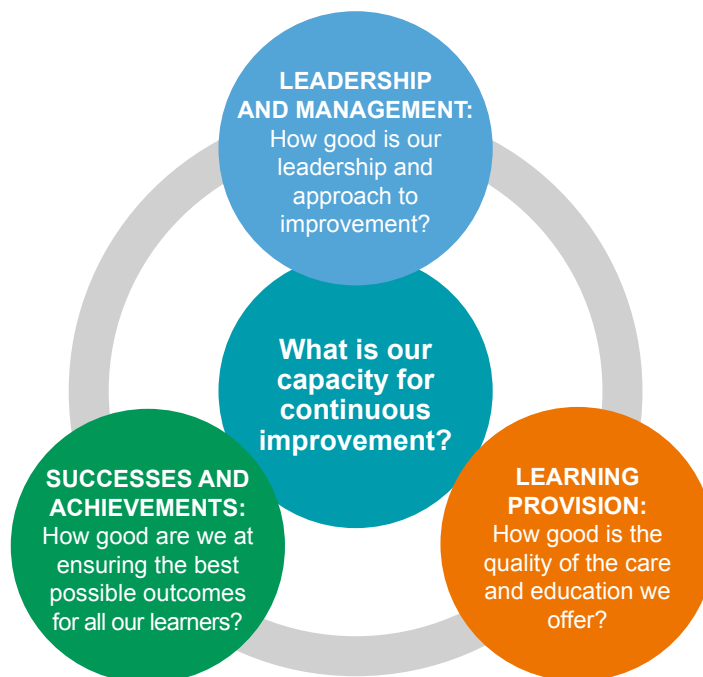 LEADERSHIP
AND MANAGEMENT:
How good is our
leadership and
approach to
improvement?
What is our
capacity for
continuous
improvement?
SUCCESSES AND
ACHIEVEMENTS:
How good are we at
ensuring the best
possible outcomes
for all our learners?
LEARNING
PROVISION:
How good is the
quality of the care
and education we
offer?